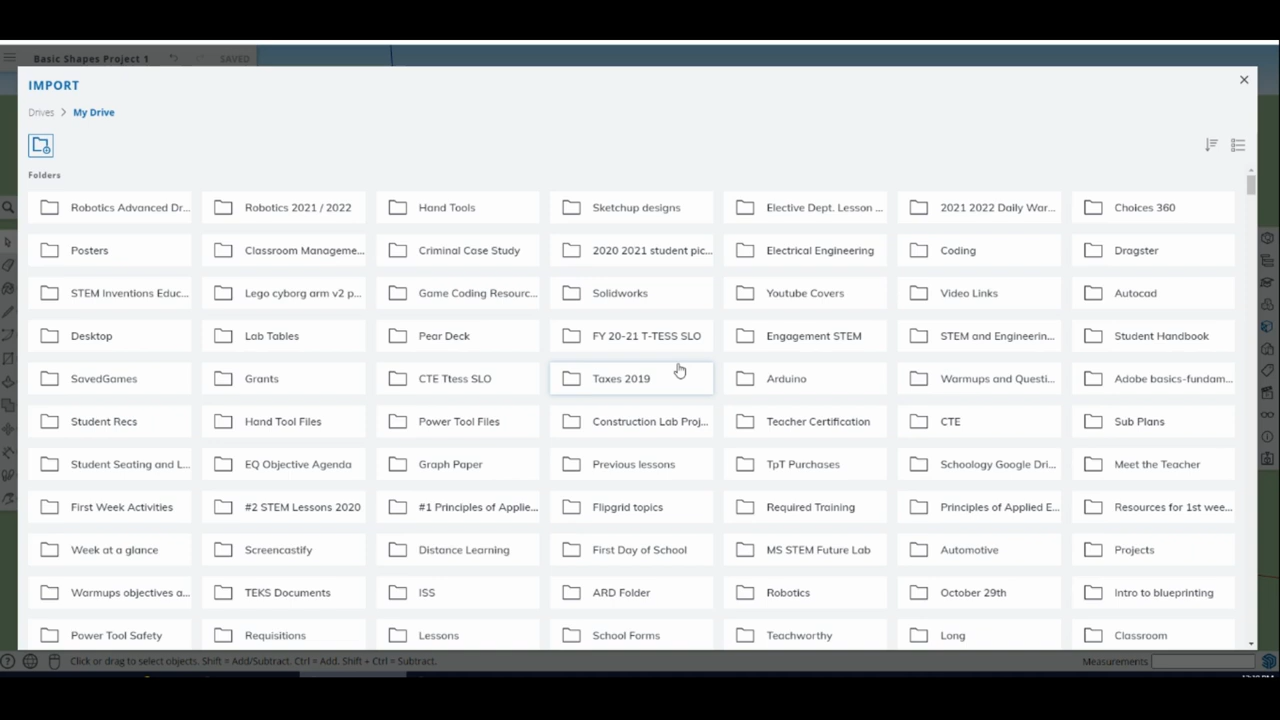 Basic Shapes Project 1 SAVED
IMPORT
Drives > My Drive
Folders
Robotics Advanced Dr... Robotics 2021 / 2022 Hand Tools Sketchup designs Elective Dept. Lesson ... 2021 2022 Daily War... Choices 360
Posters Classroom Manageme... Criminal Case Study 2020 2021 student pic... Electrical Engineering Coding Dragster
STEM Inventions Educ... Lego cyborg arm v2 p... Game Coding Resourc... Solidworks Youtube Covers Video Links Autocad
Desktop Lab Tables Pear Deck FY 20-21 T-TESS SLO Engagement STEM STEM and Engineerin... Student Handbook
SavedGames Grants CTE Ttess SLO Taxes 2019 Arduino Warmups and Questi... Adobe basics-fundam...
Student Recs Hand Tool Files Power Tool Files Construction Lab Proj... Teacher Certification CTE Sub Plans
Student Seating and L... EQ Objective Agenda Graph Paper Previous lessons TpT Purchases Schoology Google Dri... Meet the Teacher
First Week Activities #2 STEM Lessons 2020 #1 Principles of Applie... Flipgrid topics Required Training Principles of Applied E... Resources for 1st wee...
Week at a glance Screencastify Distance Learning First Day of School MS STEM Future Lab Automotive Projects
Warmups objectives a... TEKS Documents ISS ARD Folder Robotics October 29th Intro to blueprinting
Power Tool Safety Requisitions Lessons School Forms Teachworthy Long Classroom
Click or drag to select objects. Shift = Add/Subtract. Ctrl = Add. Shift + Ctrl = Subtract. Measurements